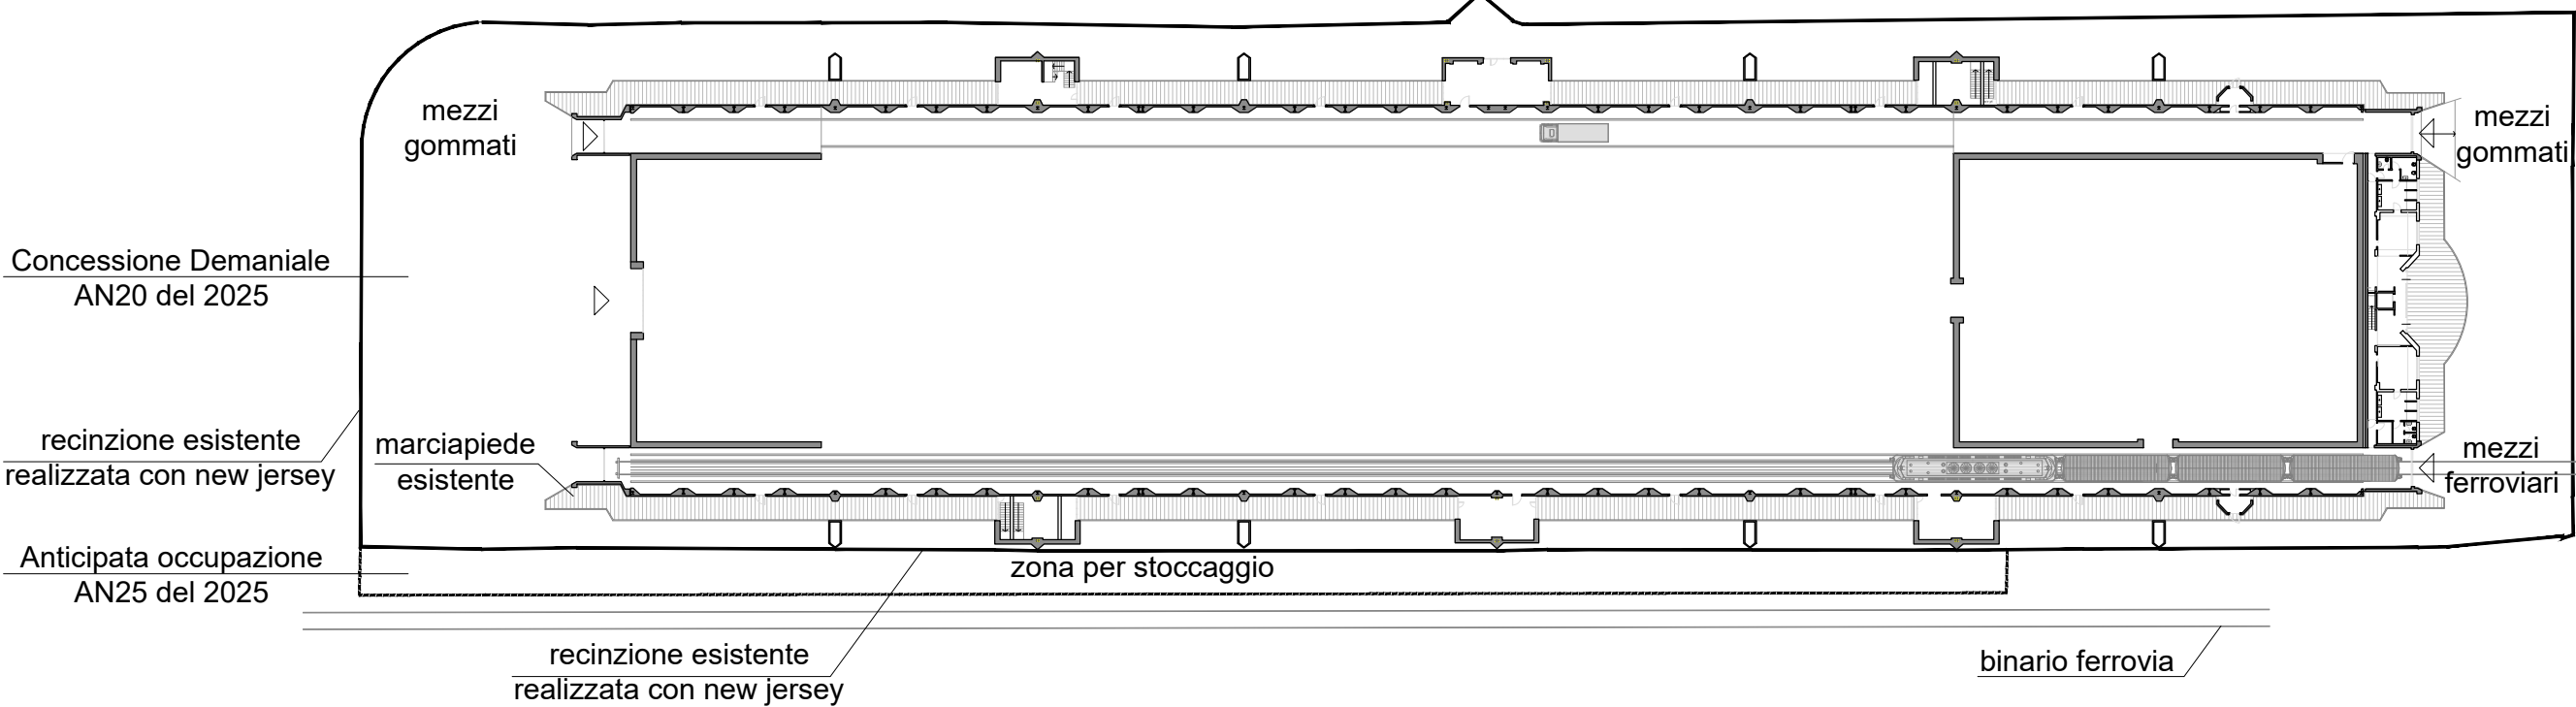 mezzi
gommati
mezzi
gommati
Concessione Demaniale
AN20 del 2025
recinzione esistente
realizzata con new jersey
marciapiede
esistente
mezzi
ferroviari
Anticipata occupazione
AN25 del 2025
zona per stoccaggio
recinzione esistente
realizzata con new jersey
binario ferrovia